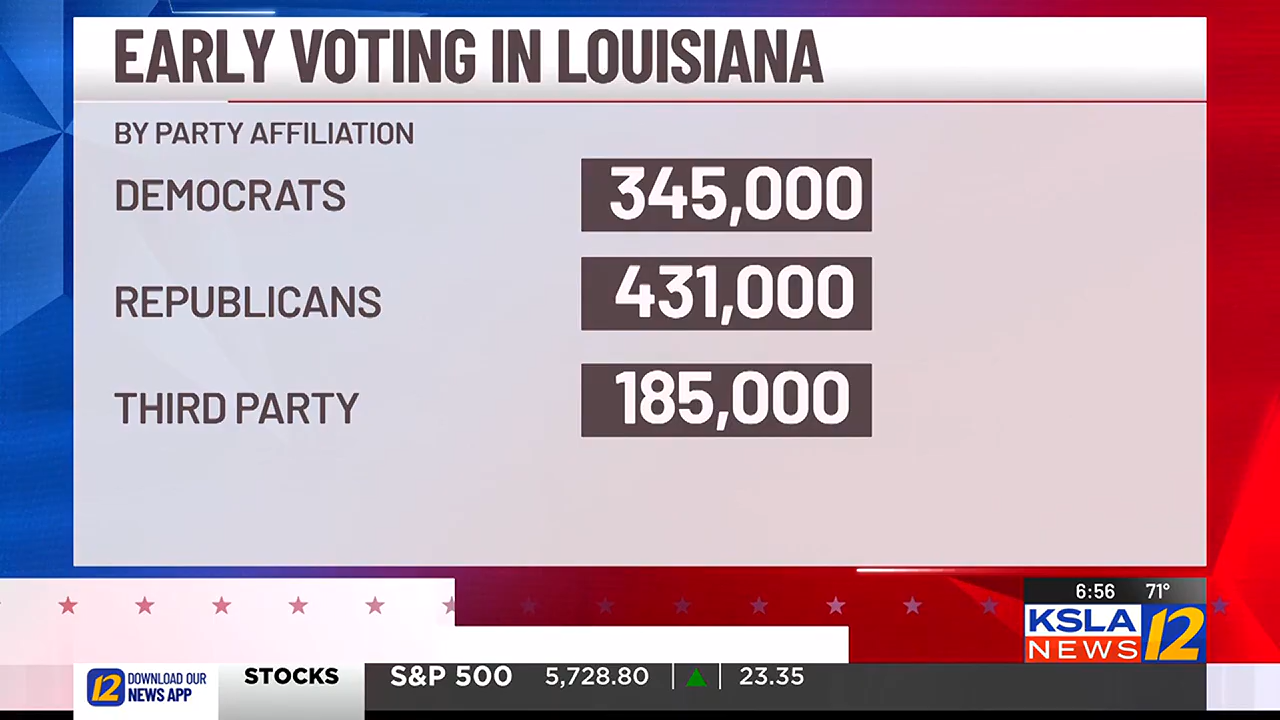 EARLY VOTING IN LOUISIANA
BY PARTY AFFILIATION
DEMOCRATS 345,000
REPUBLICANS 431,000
THIRD PARTY 185,000
6:56 71°
KSLA
NEWS 12
12 DOWNLOAD OUR
NEWS APP
STOCKS S&P 500 5,728.80 23.35